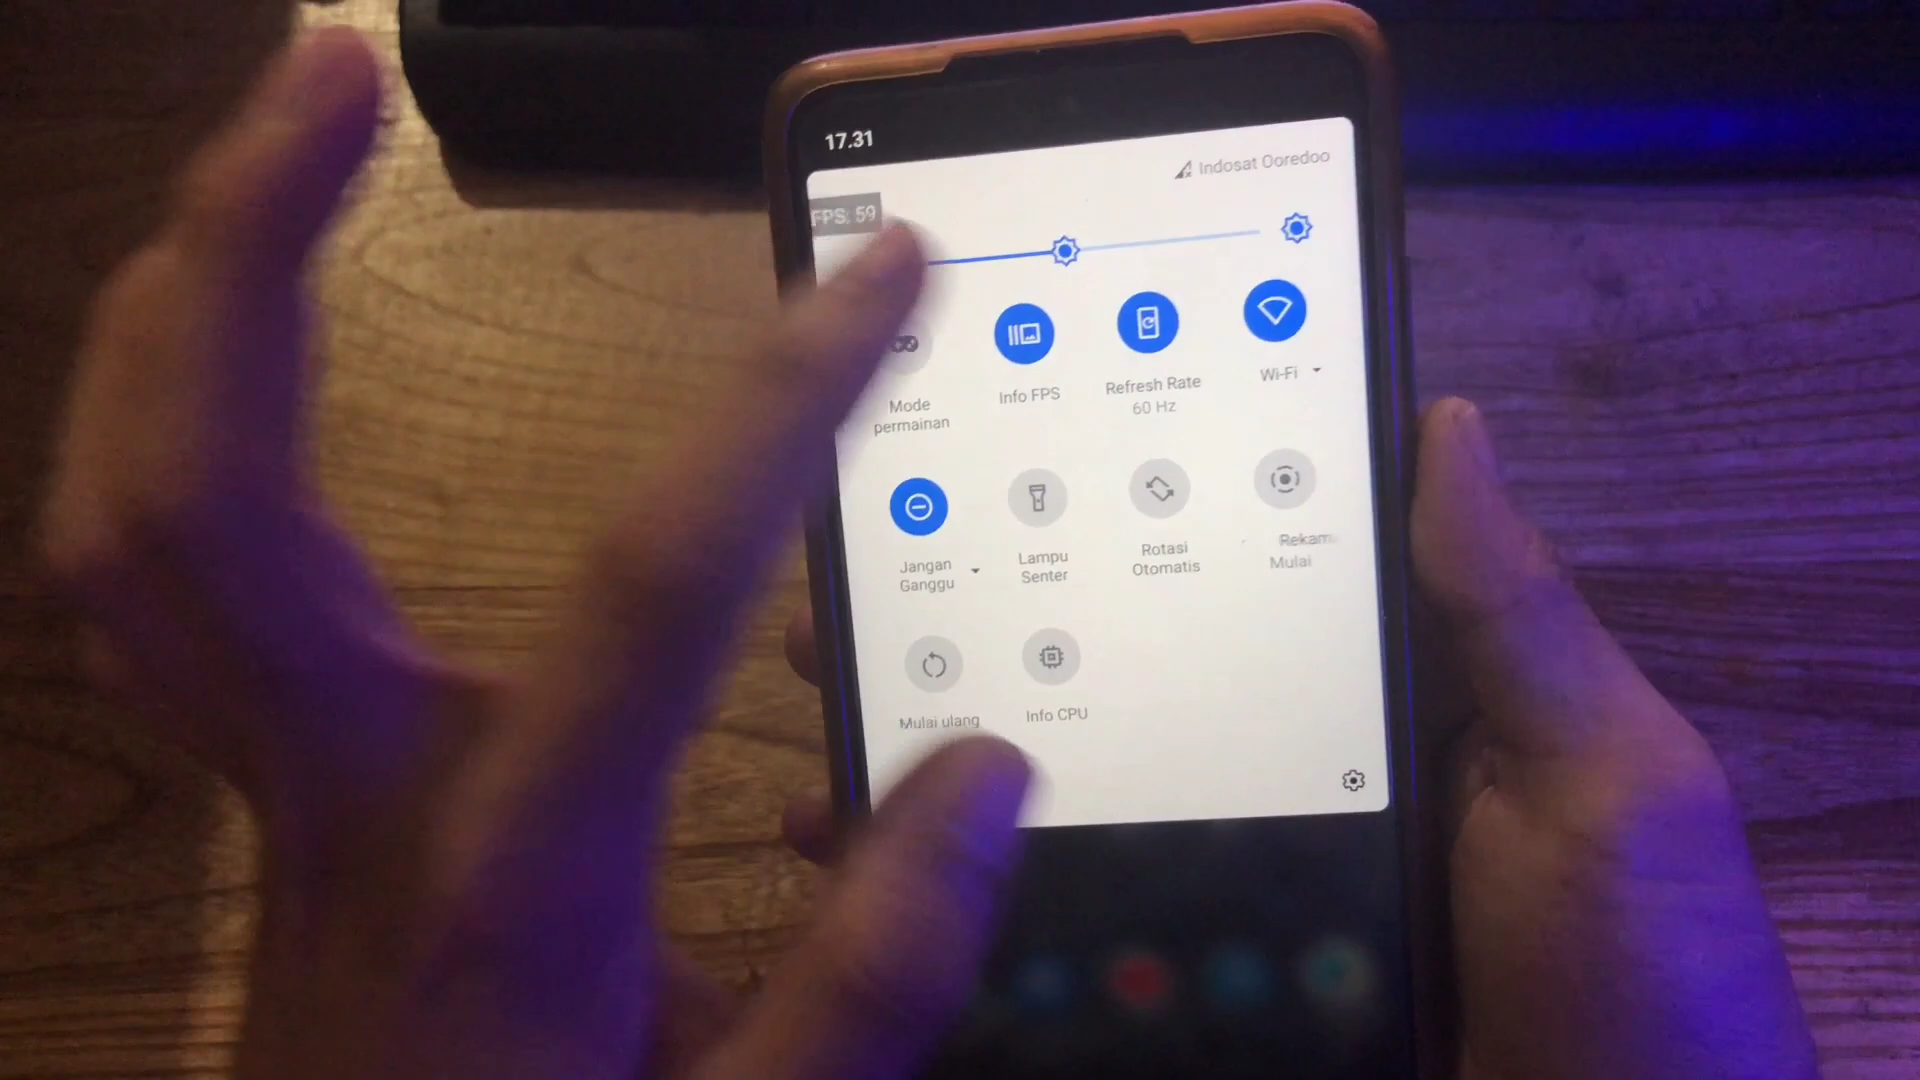 17.31
Indosat Ooredoo
FPS: 59
Mode
permainan
Info FPS
Refresh Rate
60 Hz
Wi-Fi
Jangan
Ganggu
Lampu
Senter
Rotasi
Otomatis
Rekam
Mulai
Mulai ulang
Info CPU